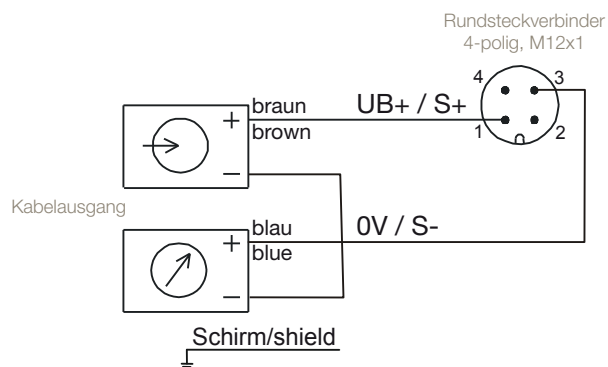 Rundsteckverbinder
4-polig, M12x1
4
3
1
2
braun
brown
UB+ / S+
+
−
Kabelausgang
blau
blue
0V / S-
+
−
Schirm/shield